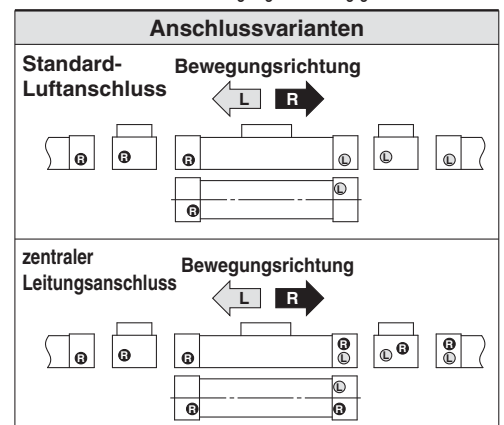 Anschlussvarianten
Standard-
Luftanschluss
Bewegungsrichtung
L R
R R R L L L
L
R
zentraler
Leitungsanschluss
Bewegungsrichtung
L R
R R R R L L R R L
L
R R